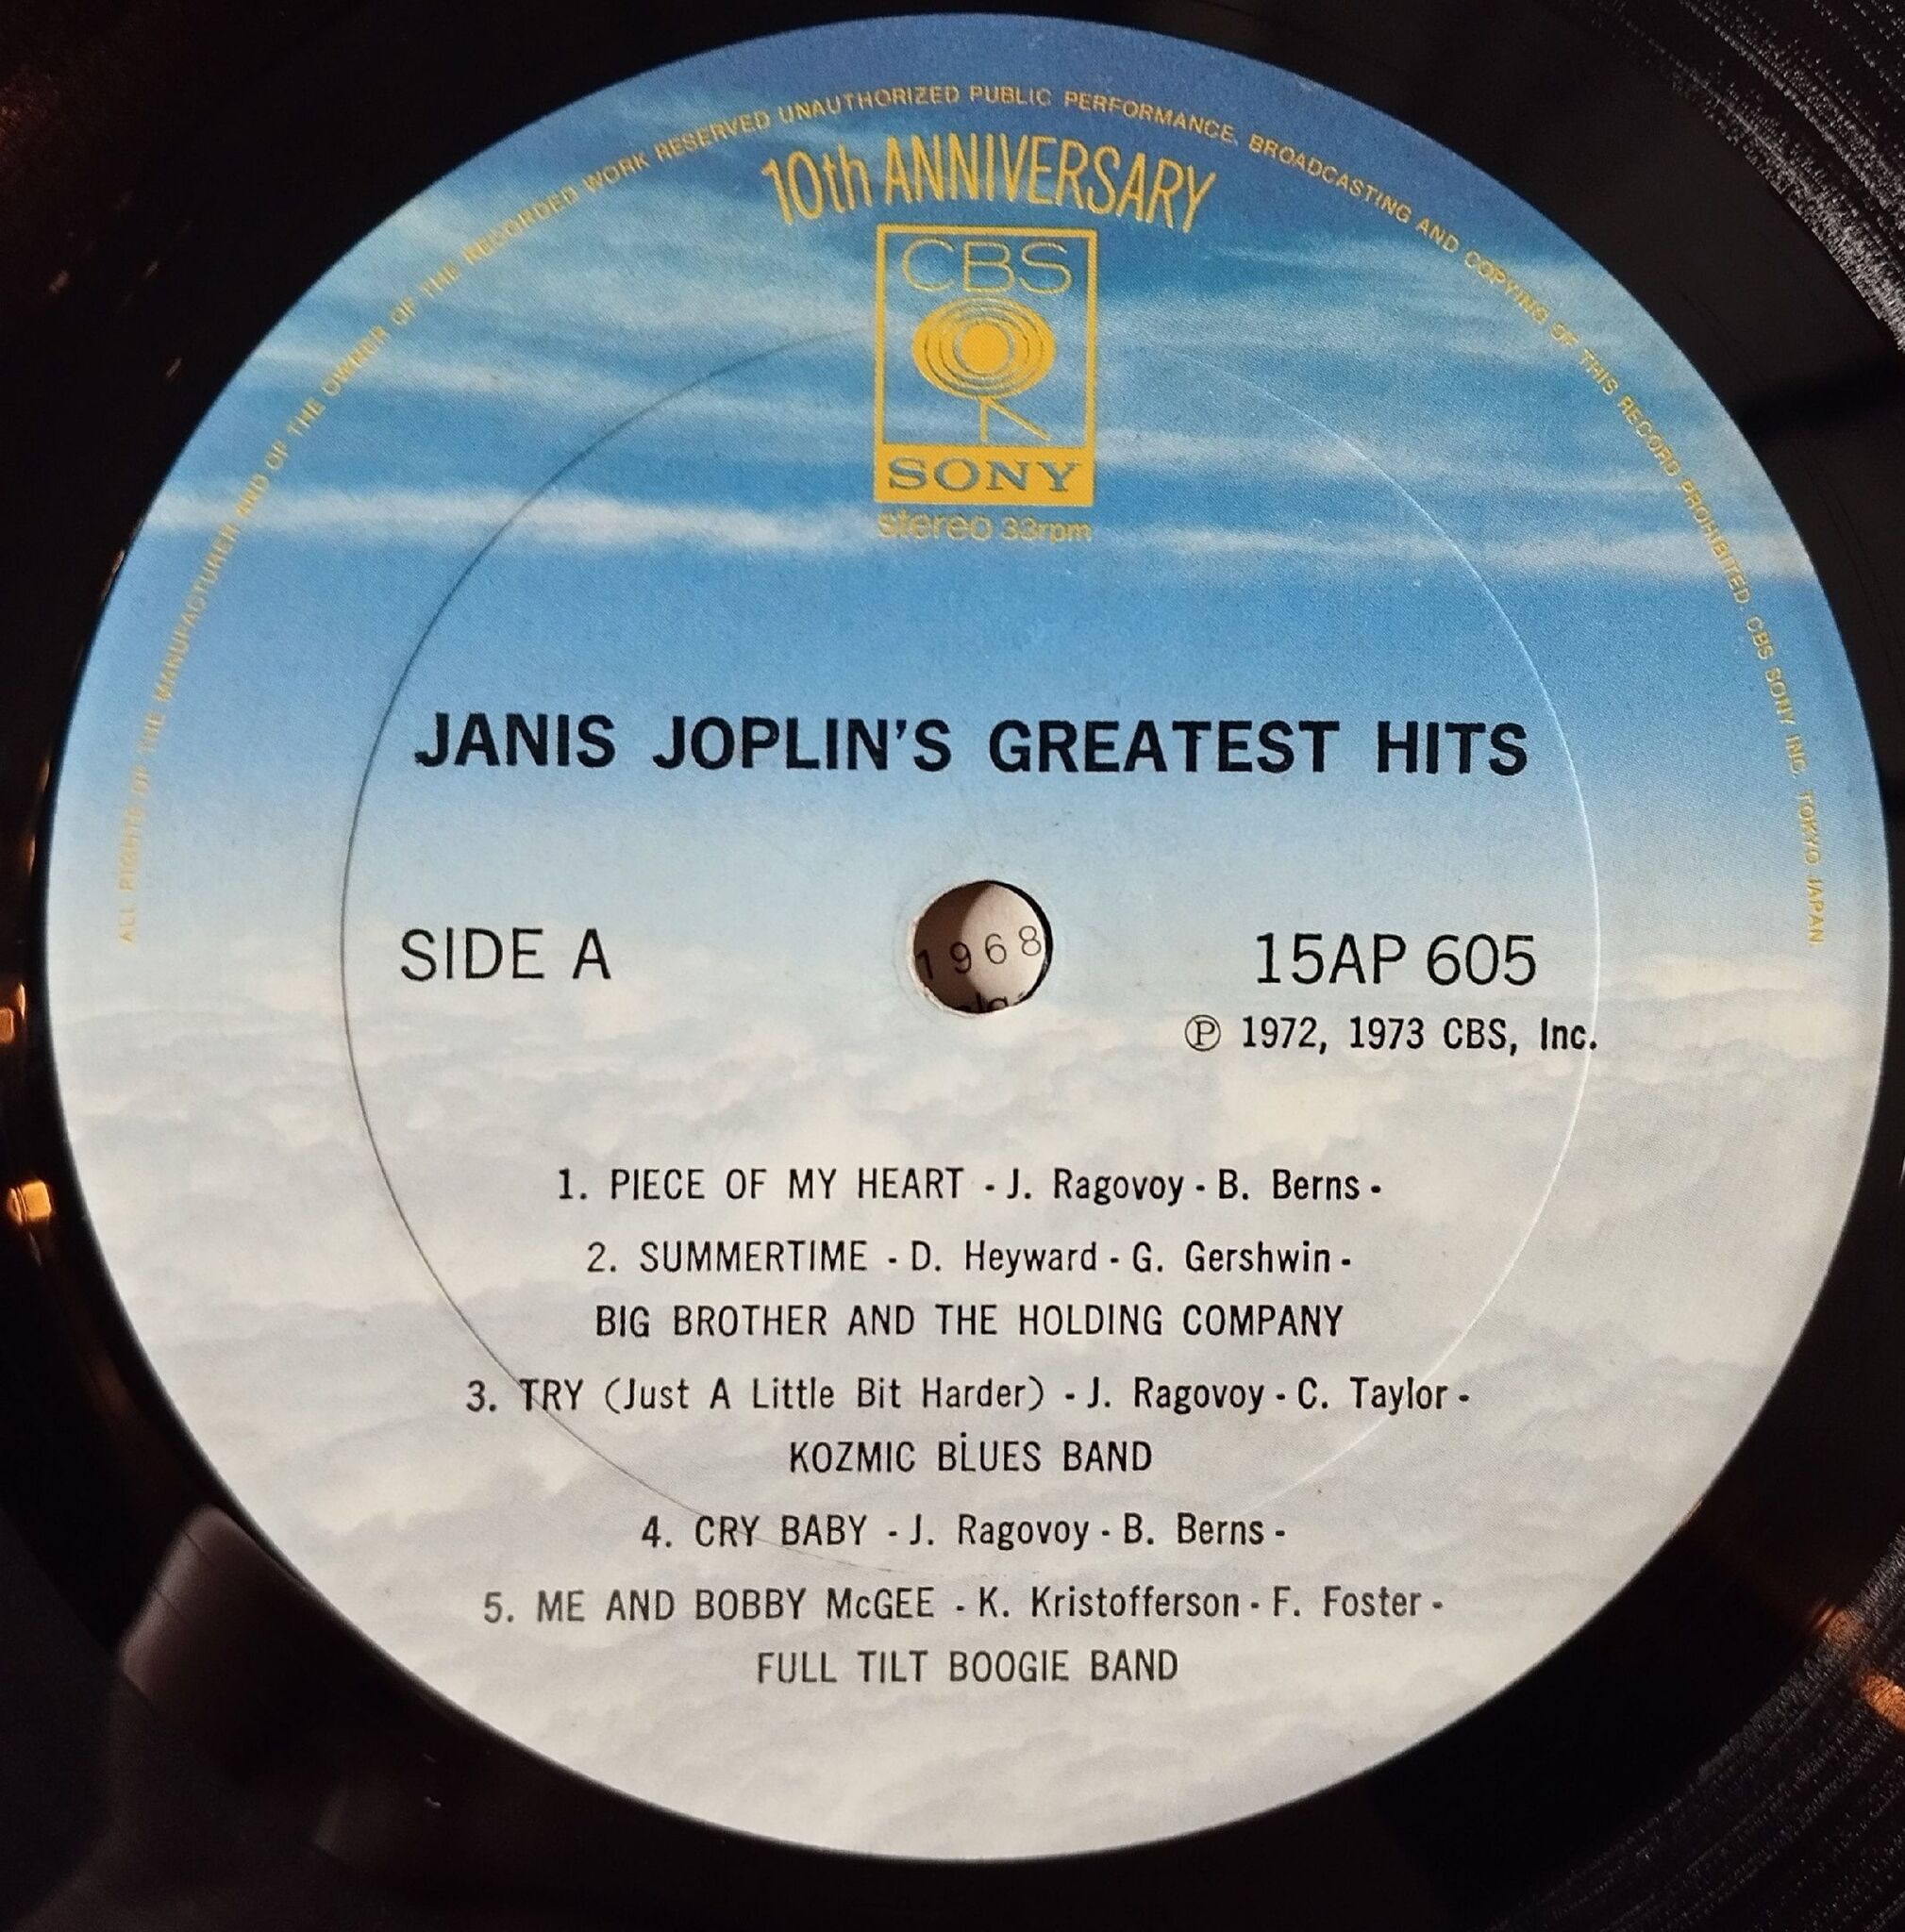 ALL RIGHTS OF THE MANUFACTURER AND OF THE OWNER OF THE RECORDED WORK RESERVED UNAUTHORIZED PUBLIC PERFORMANCE, BROADCASTING AND COPYING OF THIS RECORD PROHIBITED. CBS SONY INC. TOKYO JAPAN
10th ANNIVERSARY
CBS
SONY
stereo 33rpm
JANIS JOPLIN'S GREATEST HITS
SIDE A
1968
15AP 605
Ⓟ 1972, 1973 CBS, Inc.
1. PIECE OF MY HEART - J. Ragovoy - B. Berns -
2. SUMMERTIME - D. Heyward - G. Gershwin -
BIG BROTHER AND THE HOLDING COMPANY
3. TRY (Just A Little Bit Harder) - J. Ragovoy - C. Taylor -
KOZMIC BLUES BAND
4. CRY BABY - J. Ragovoy - B. Berns -
5. ME AND BOBBY McGEE - K. Kristofferson - F. Foster -
FULL TILT BOOGIE BAND